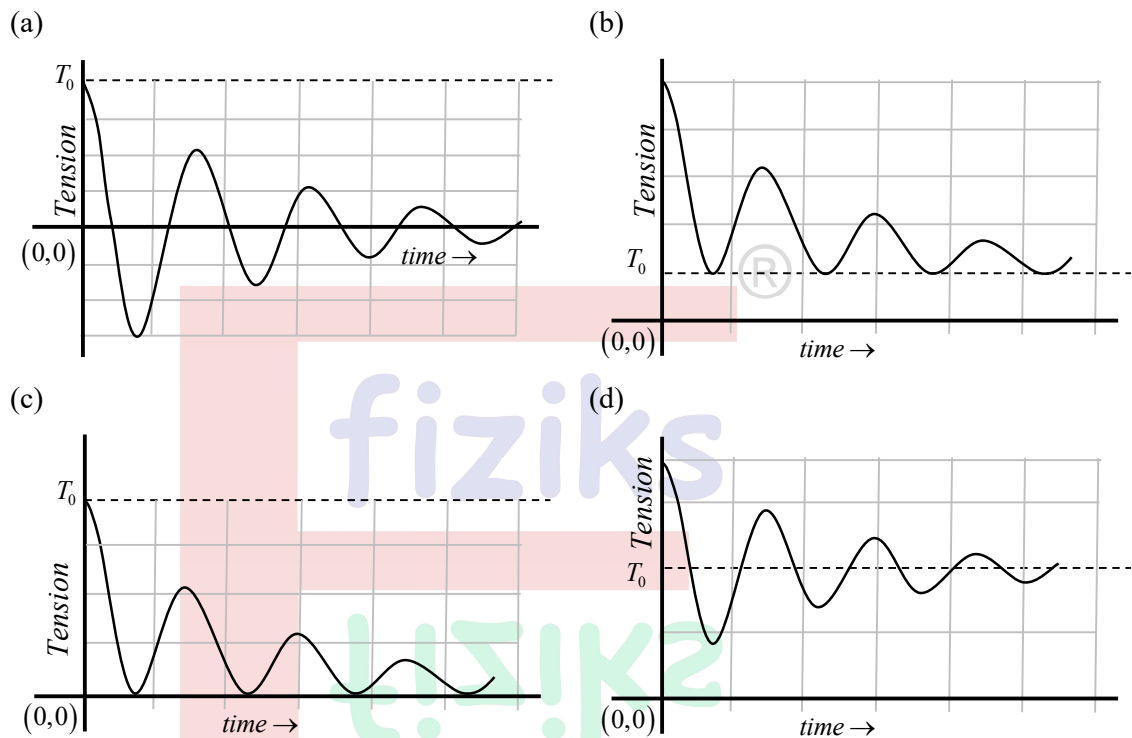 (a)
T₀
Tension
(0,0)
time →
(b)
Tension
T₀
®
(0,0)
time →
(c)
T₀
Tension
(0,0)
time →
(d)
Tension
T₀
(0,0)
time →
fiziks
fiziks